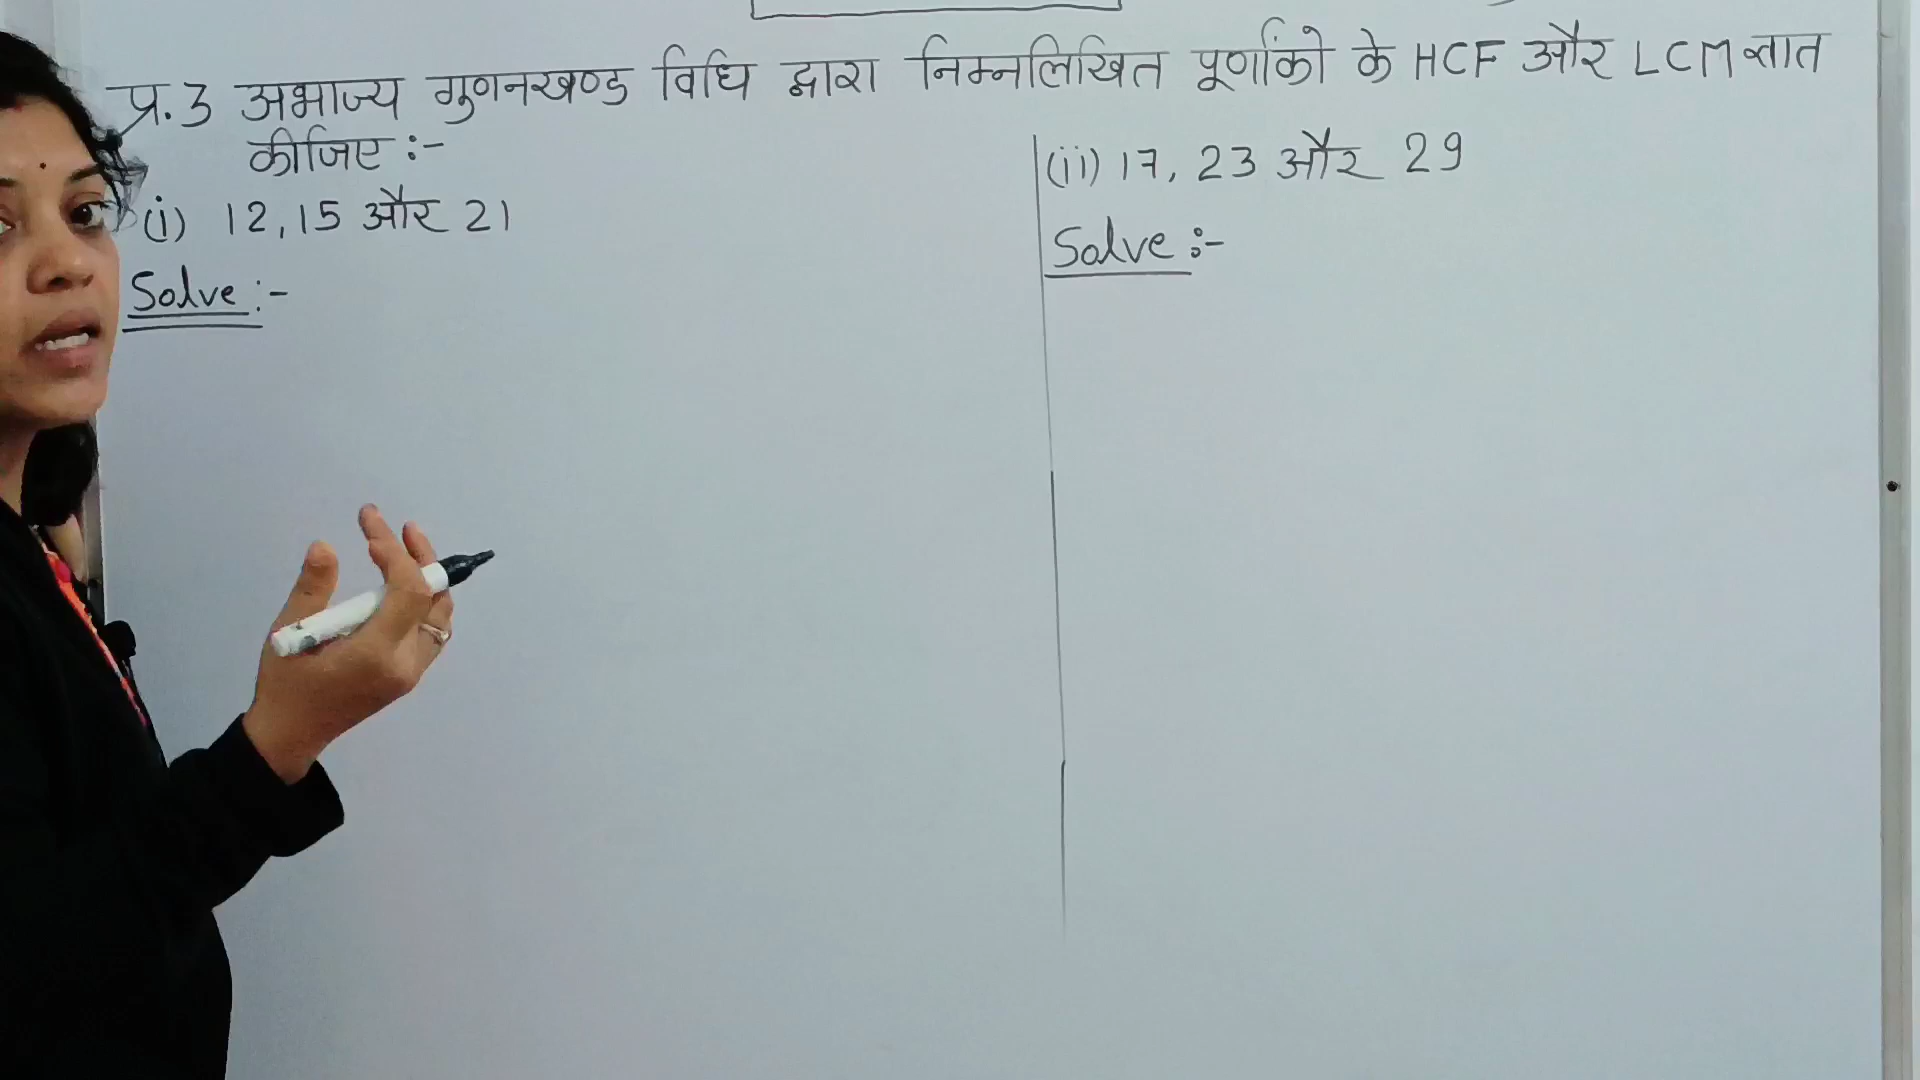 प्र.3 अभाज्य गुणनखण्ड विधि द्वारा निम्नलिखित पूर्णांको के HCF और LCM ज्ञात
कीजिए :-
(i) 12, 15 और 21
Solve :-
(ii) 17, 23 और 29
Solve :-